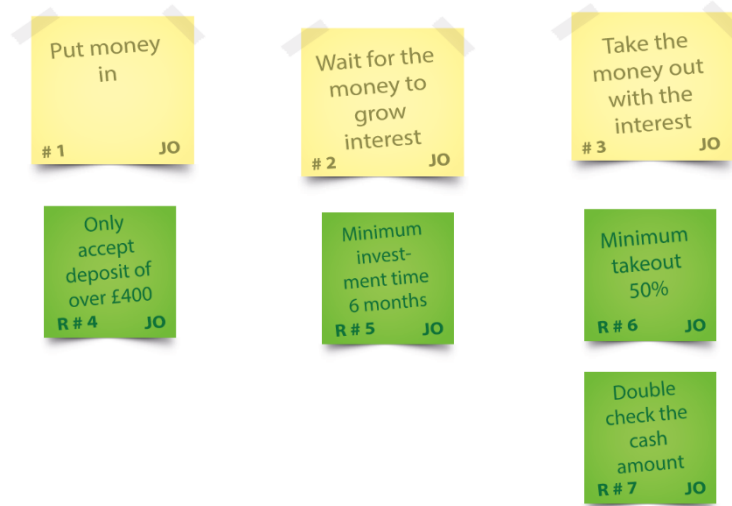 Put money
in
# 1 JO
Wait for the
money to
grow
interest
# 2 JO
Take the
money out
with the
interest
# 3 JO
Only
accept
deposit of
over £400
R # 4 JO
Minimum
invest-
ment time
6 months
R # 5 JO
Minimum
takeout
50%
R # 6 JO
Double
check the
cash
amount
R # 7 JO